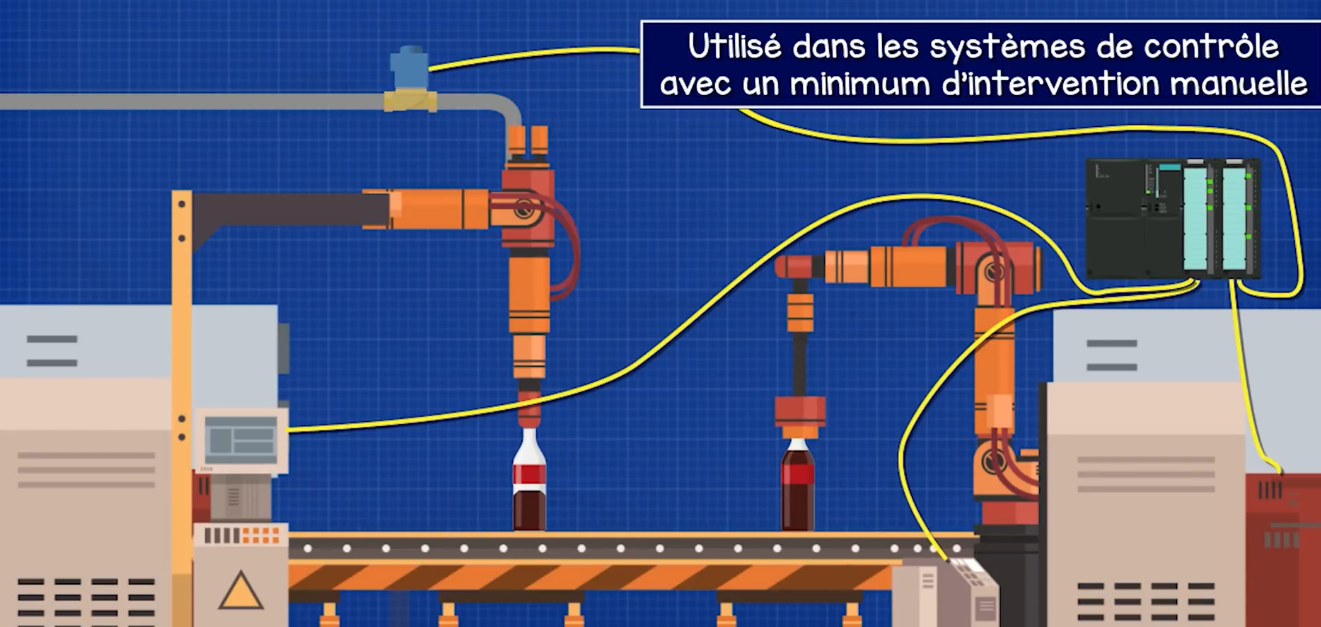 Utilisé dans les systèmes de contrôle
avec un minimum d'intervention manuelle